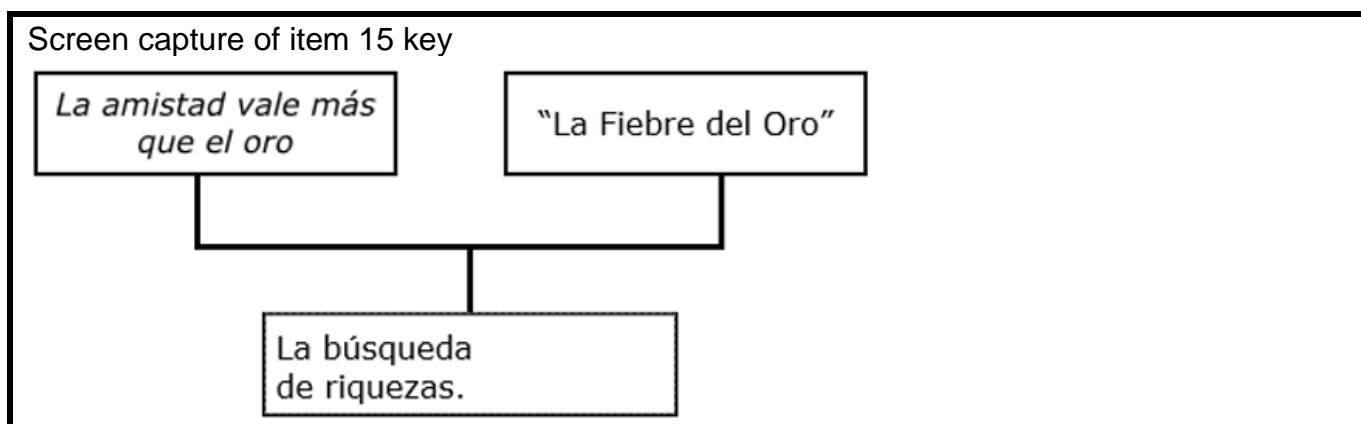 Screen capture of item 15 key
La amistad vale más
que el oro
“La Fiebre del Oro”
La búsqueda
de riquezas.